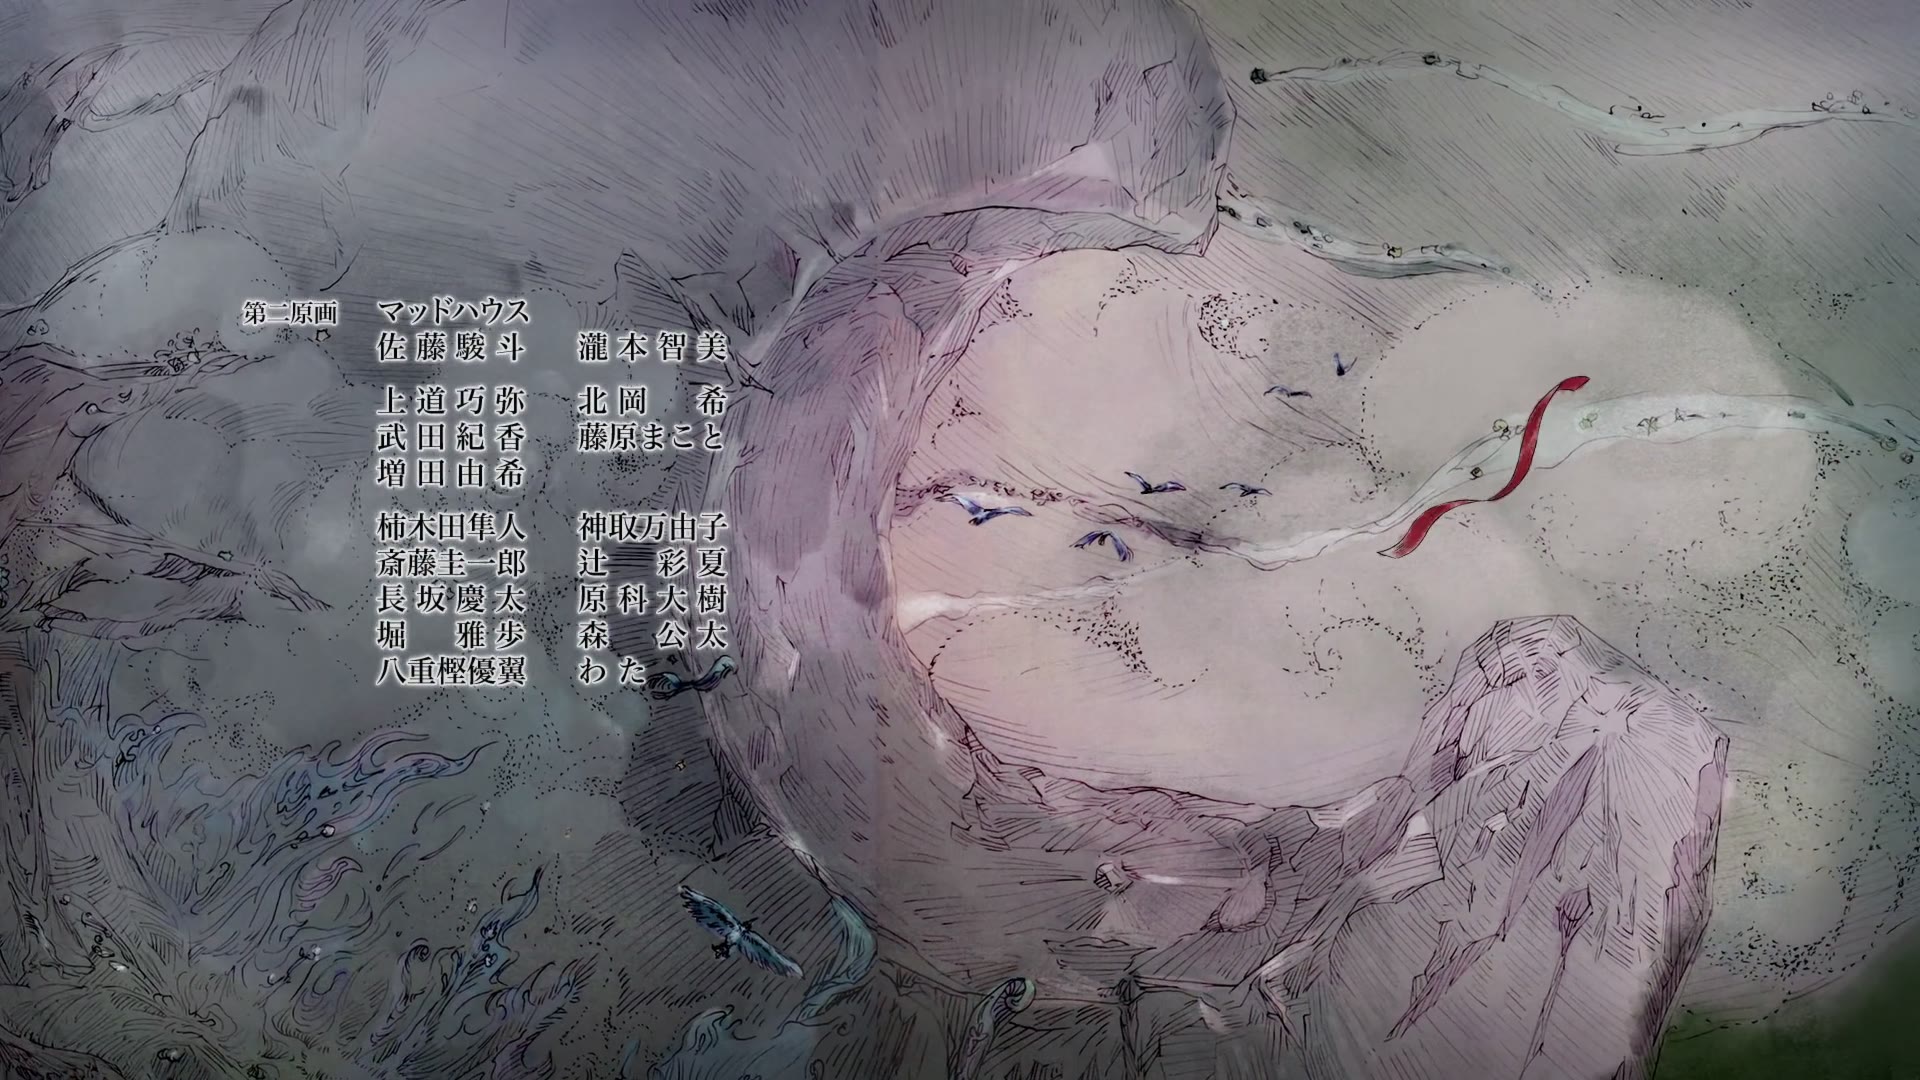 第二原画 マッドハウス
佐藤駿斗 瀧本智美
上道巧弥 北岡 希
武田紀香 藤原まこと
増田由希
柿木田隼人 神取万由子
斎藤圭一郎 辻 彩夏
長坂慶太 原科大樹
堀 雅歩 森 公太
八重樫優翼 わた